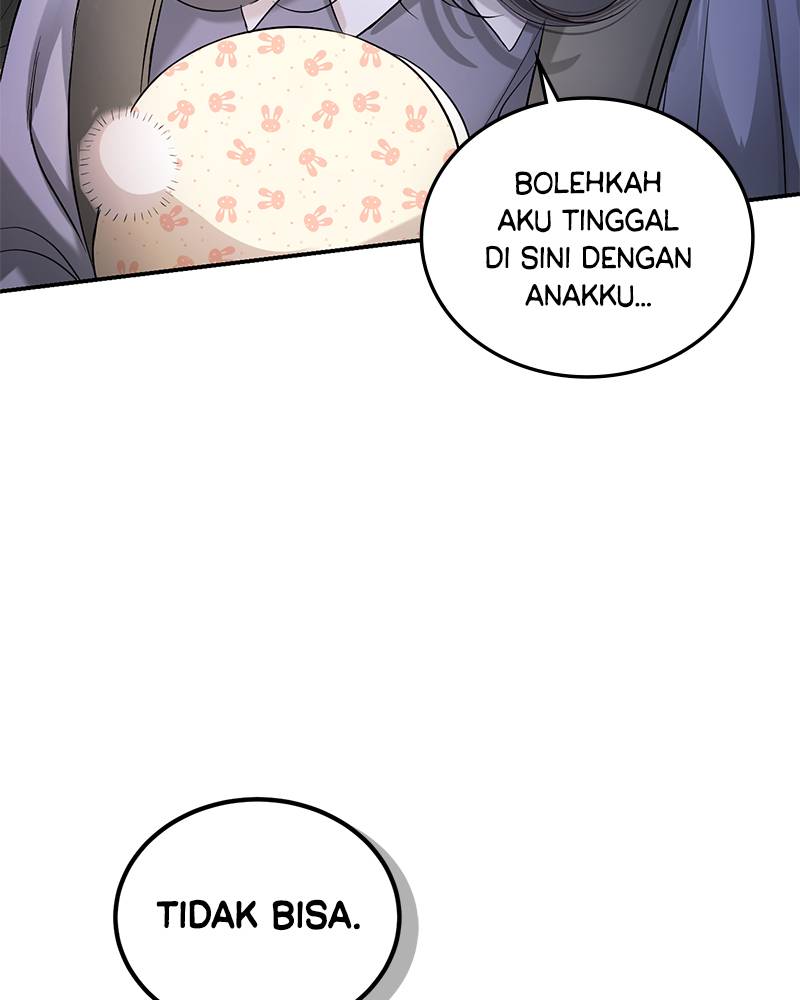 BOLEHKAH
AKU TINGGAL
DI SINI DENGAN
ANAKKU...
TIDAK BISA.